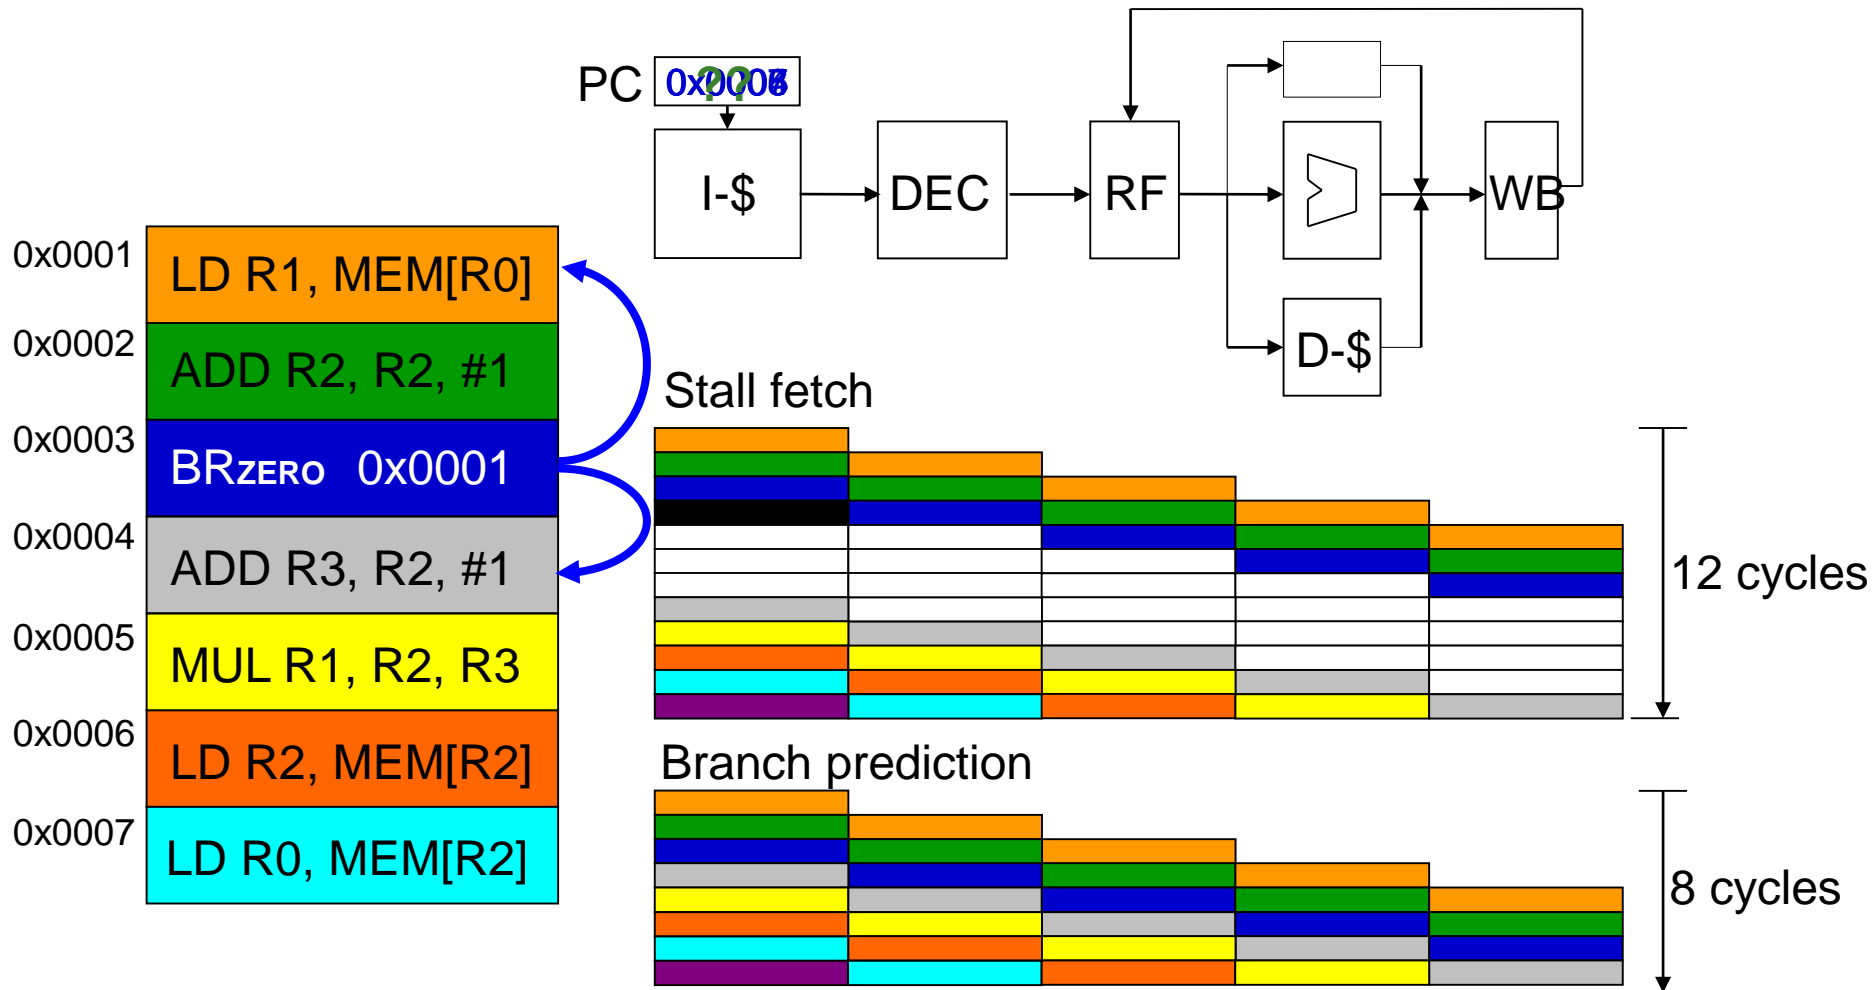 PC
I-$
DEC
RF
WB
D-$
0x0001
LD R1, MEM[R0]
0x0002
ADD R2, R2, #1
0x0003
BRZERO 0x0001
0x0004
ADD R3, R2, #1
0x0005
MUL R1, R2, R3
0x0006
LD R2, MEM[R2]
0x0007
LD R0, MEM[R2]
Stall fetch
12 cycles
Branch prediction
8 cycles